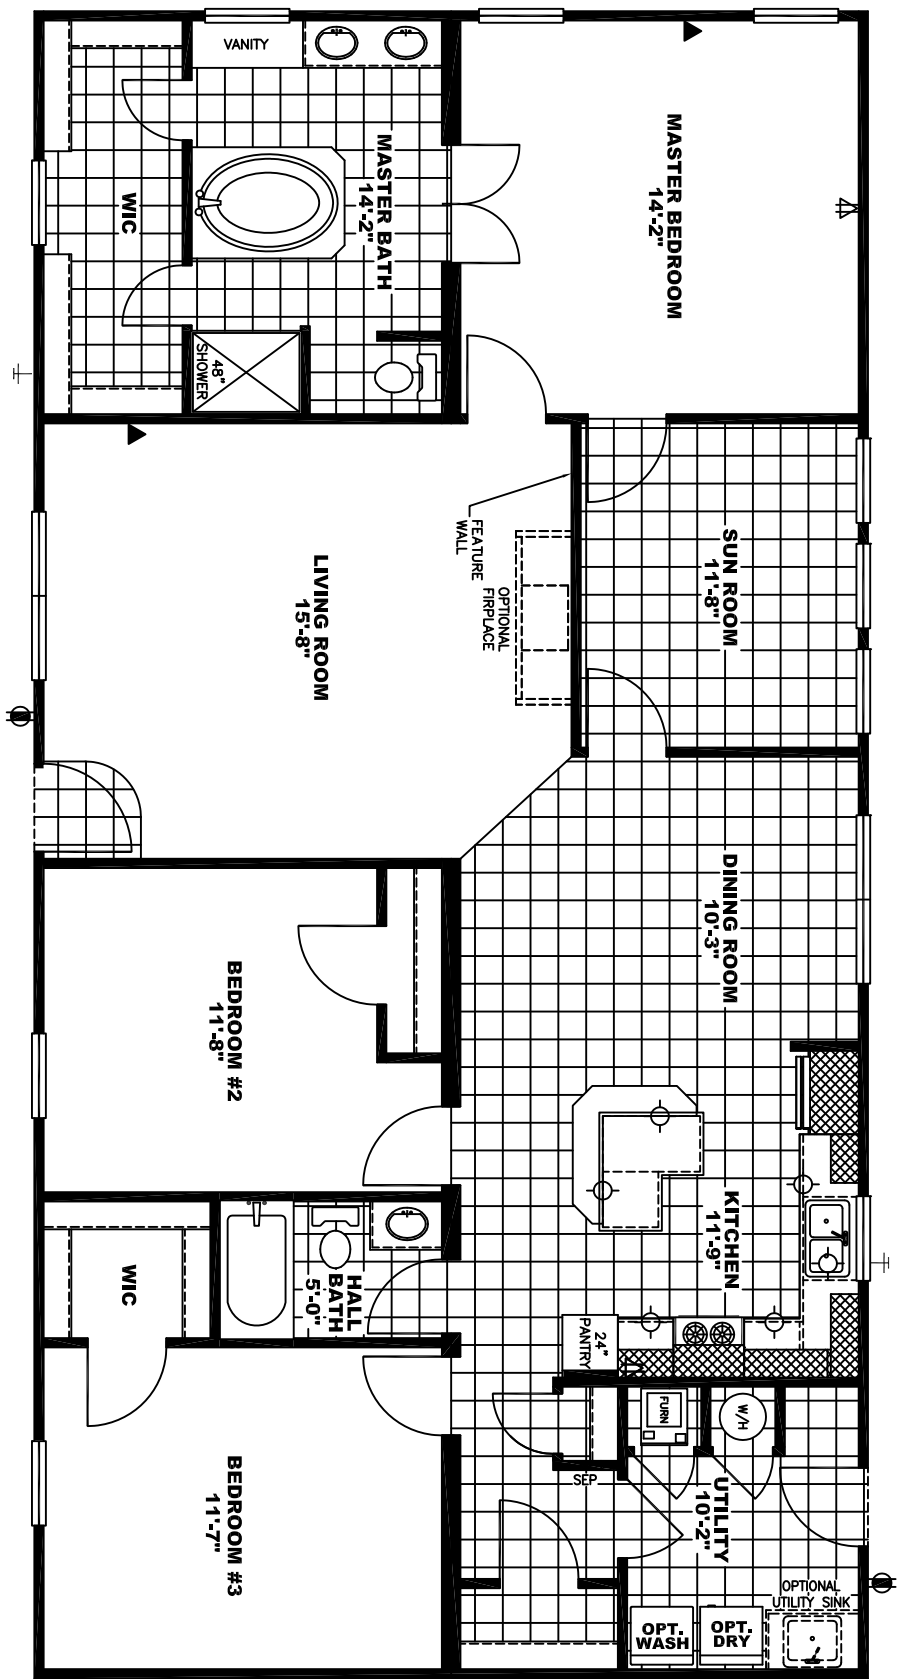 VANITY
MASTER BATH
14'-2"
WIC
48"
SHOWER
MASTER BEDROOM
14'-2"
SUN ROOM
11'-8"
FEATURE
WALL
OPTIONAL
FIRPLACE
LIVING ROOM
15'-8"
DINING ROOM
10'-3"
BEDROOM #2
11'-8"
KITCHEN
11'-9"
WIC
HALL
BATH
5'-0"
24"
PANTRY
FURN
W/H
SEP
UTILITY
10'-2"
BEDROOM #3
11'-7"
OPTIONAL
UTILITY SINK
OPT.
WASH
OPT.
DRY